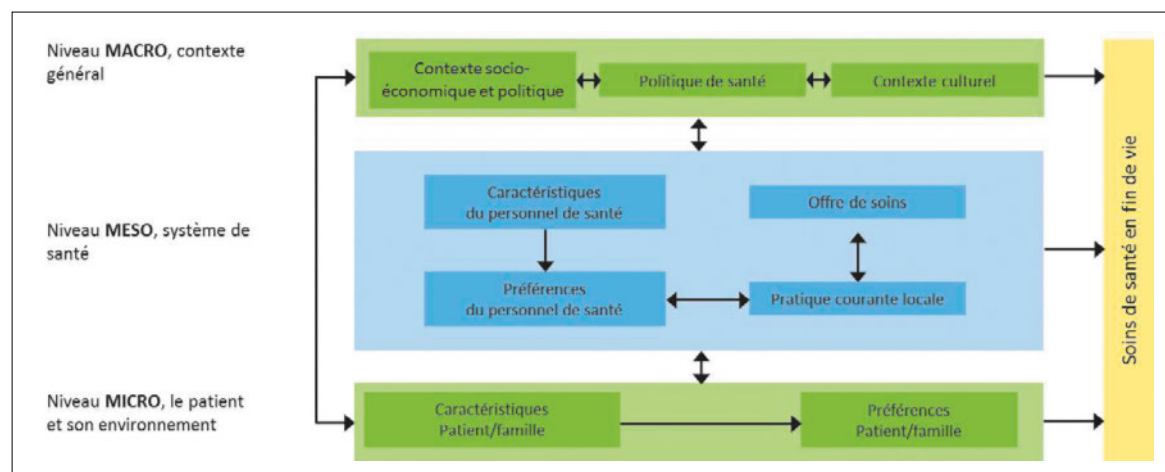 Niveau MACRO, contexte
général
Contexte socio-
économique et politique
Politique de santé
Contexte culturel
Niveau MESO, système de
santé
Caractéristiques
du personnel de santé
Offre de soins
Préférences
du personnel de santé
Pratique courante locale
Niveau MICRO, le patient
et son environnement
Caractéristiques
Patient/famille
Préférences
Patient/famille
Soins de santé en fin de vie